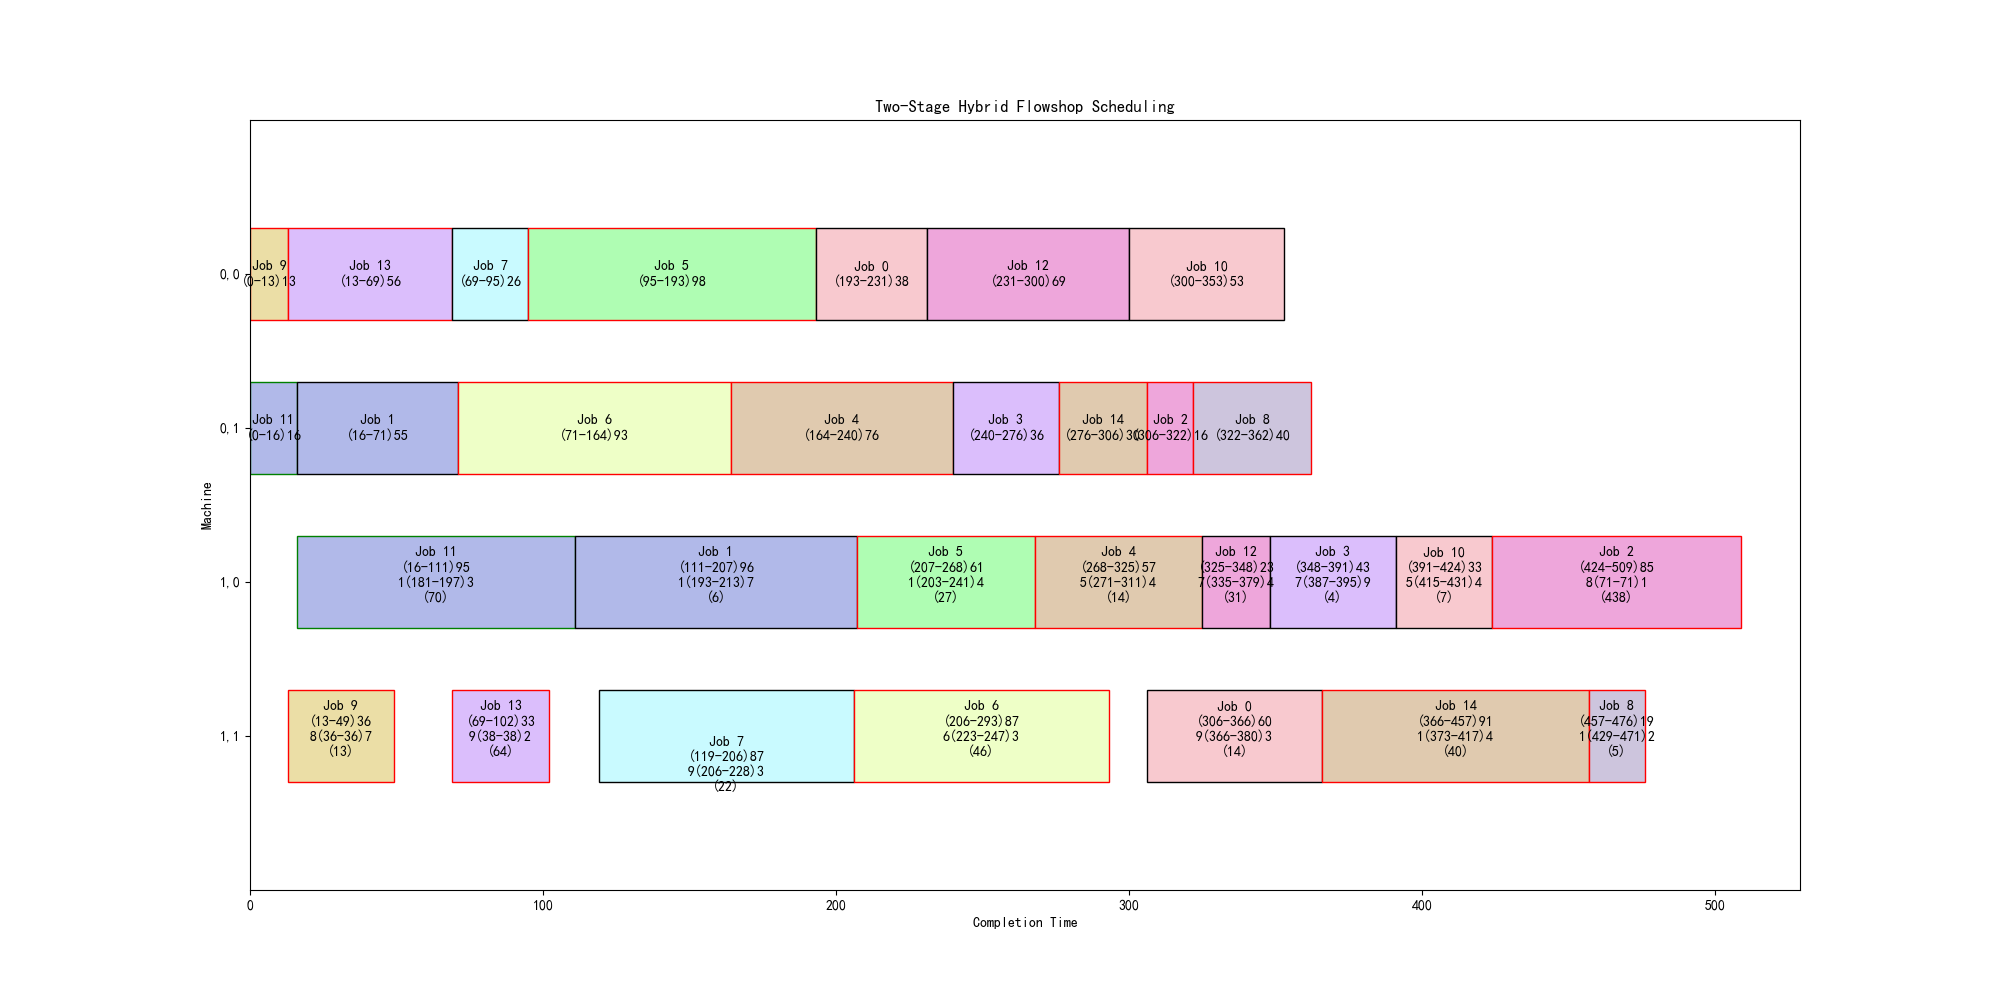 Two-Stage Hybrid Flowshop Scheduling
Machine
0,0
Job 9
(0-13)13
Job 13
(13-69)56
Job 7
(69-95)26
Job 5
(95-193)98
Job 0
(193-231)38
Job 12
(231-300)69
Job 10
(300-353)53
0,1
Job 11
(0-16)16
Job 1
(16-71)55
Job 6
(71-164)93
Job 4
(164-240)76
Job 3
(240-276)36
Job 14
(276-306)30
Job 2
(306-322)16
Job 8
(322-362)40
1,0
Job 11
(16-111)95
1(181-197)3
(70)
Job 1
(111-207)96
1(193-213)7
(6)
Job 5
(207-268)61
1(203-241)4
(27)
Job 4
(268-325)57
5(271-311)4
(14)
Job 12
(325-348)23
7(335-379)4
(31)
Job 3
(348-391)43
7(387-395)9
(4)
Job 10
(391-424)33
5(415-431)4
(7)
Job 2
(424-509)85
8(71-71)1
(438)
1,1
Job 9
(13-49)36
8(36-36)7
(13)
Job 13
(69-102)33
9(38-38)2
(64)
Job 7
(119-206)87
9(206-228)3
(22)
Job 6
(206-293)87
6(223-247)3
(46)
Job 0
(306-366)60
9(366-380)3
(14)
Job 14
(366-457)91
1(373-417)4
(40)
Job 8
(457-476)19
1(429-471)2
(5)
0
100
200
300
400
500
Completion Time